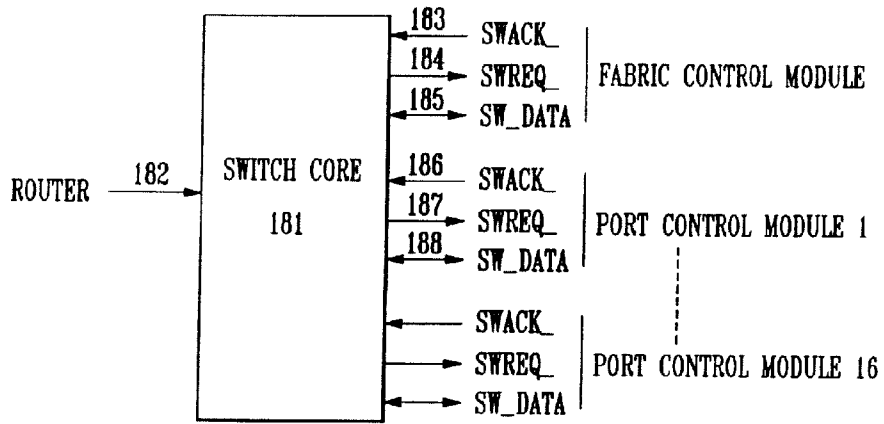 183 SWACK_
184 SWREQ_ FABRIC CONTROL MODULE
185 SW_DATA
ROUTER 182 SWITCH CORE
181
186 SWACK_
187 SWREQ_ PORT CONTROL MODULE 1
188 SW_DATA
SWACK_
SWREQ_ PORT CONTROL MODULE 16
SW_DATA